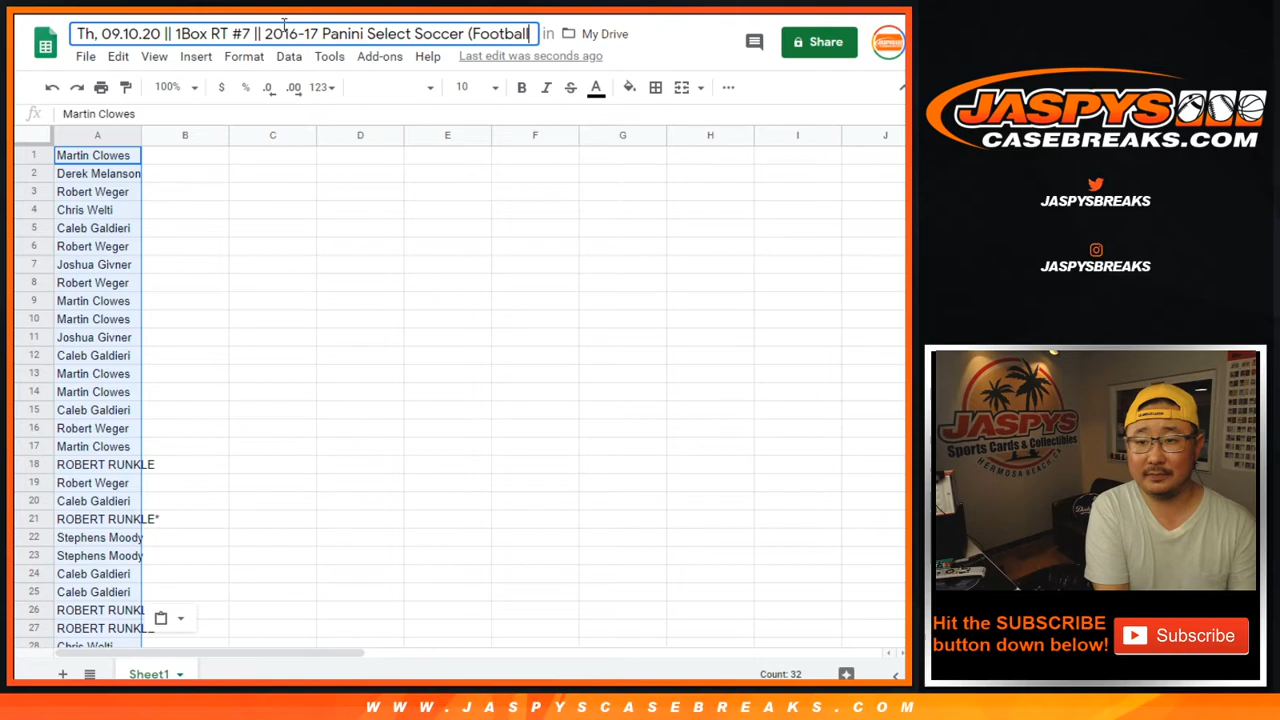 Th, 09.10.20 || 1Box RT #7 || 2016-17 Panini Select Soccer (Football in My Drive
Share
File Edit View Insert Format Data Tools Add-ons Help Last edit was seconds ago
100% $ % .0 .00 123 10 B I S A
fx Martin Clowes
A B C D E F G H I J
1 Martin Clowes
2 Derek Melanson
3 Robert Weger
4 Chris Welti
5 Caleb Galdieri
6 Robert Weger
7 Joshua Givner
8 Robert Weger
9 Martin Clowes
10 Martin Clowes
11 Joshua Givner
12 Caleb Galdieri
13 Martin Clowes
14 Martin Clowes
15 Caleb Galdieri
16 Robert Weger
17 Martin Clowes
18 ROBERT RUNKLE
19 Robert Weger
20 Caleb Galdieri
21 ROBERT RUNKLE*
22 Stephens Moody
23 Stephens Moody
24 Caleb Galdieri
25 Caleb Galdieri
26 ROBERT RUNKL
27 ROBERT RUNKL
28 Chris Welti
Sheet1
Count: 32
JASPYS
CASEBREAKS.COM
JASPYSBREAKS
JASPYSBREAKS
JASPYS
Sports Cards & Collectibles
HERMOSA BEACH, CA
Hit the SUBSCRIBE
button down below!
Subscribe
WWW.JASPYSCASEBREAKS.COM